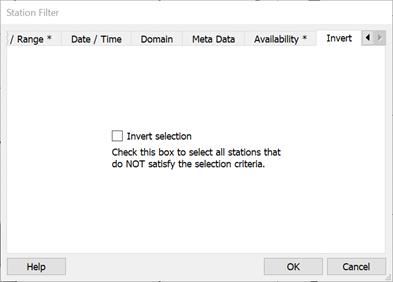 Station Filter
/ Range * Date / Time Domain Meta Data Availability * Invert
Invert selection
Check this box to select all stations that
do NOT satisfy the selection criteria.
Help OK Cancel